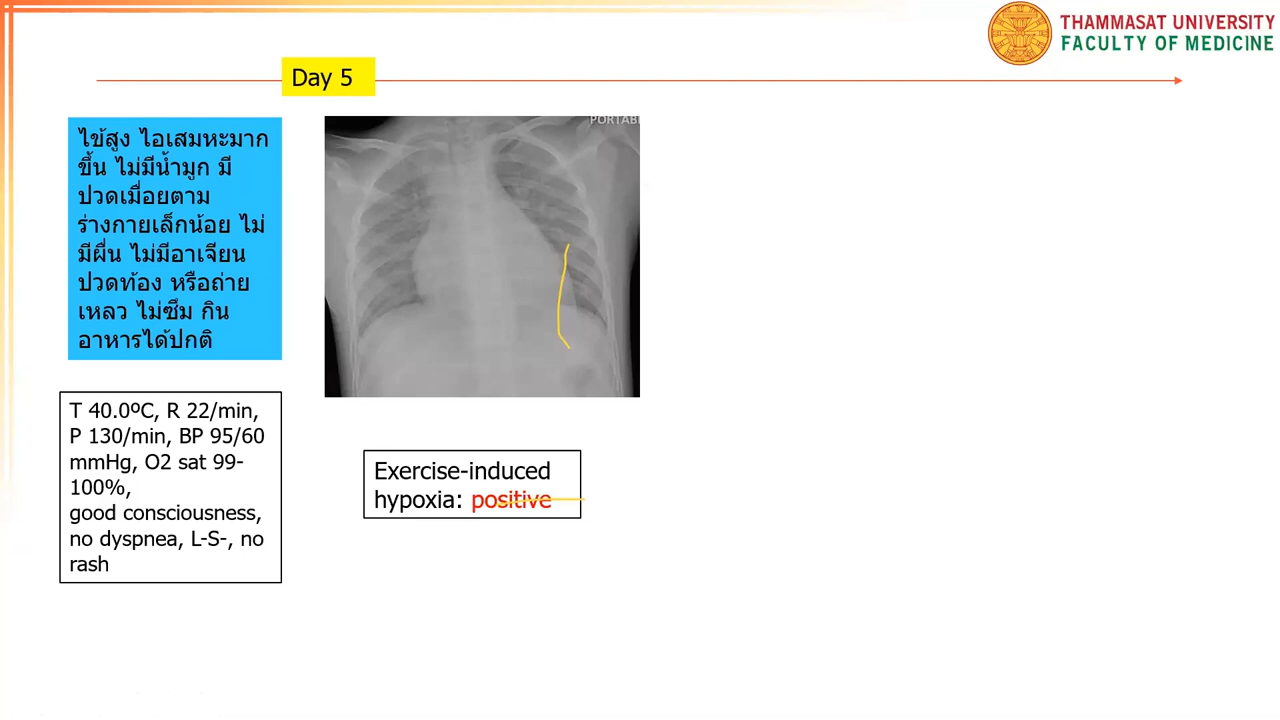 THAMMASAT UNIVERSITY
FACULTY OF MEDICINE
Day 5
ไข้สูง ไอเสมหะมาก
ขึ้น ไม่มีน้ำมูก มี
ปวดเมื่อยตาม
ร่างกายเล็กน้อย ไม่
มีผื่น ไม่มีอาเจียน
ปวดท้อง หรือถ่าย
เหลว ไม่ซึม กิน
อาหารได้ปกติ
PORTABL
T 40.0ºC, R 22/min,
P 130/min, BP 95/60
mmHg, O2 sat 99-
100%,
good consciousness,
no dyspnea, L-S-, no
rash
Exercise-induced
hypoxia: positive